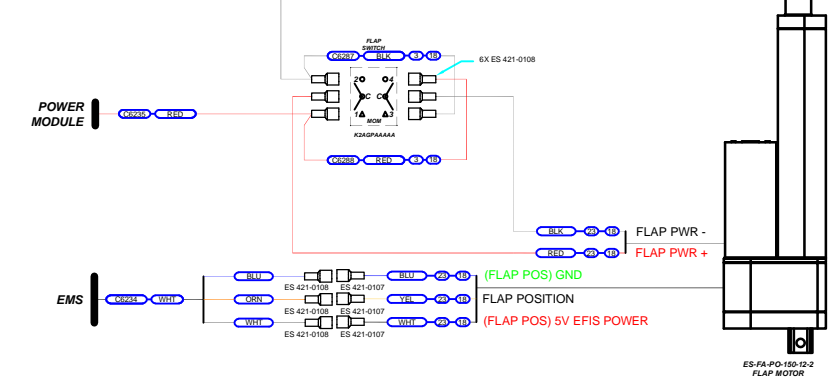 FLAP
SWITCH
C6287 BLK 3 18
6X ES 421-0108
2 4
C C
1 3
MOM
K2AGPAAAAA
POWER
MODULE
C6235 RED
C6288 RED 3 18
BLK 23 18 FLAP PWR -
RED 23 18 FLAP PWR +
BLU BLU 23 18 (FLAP POS) GND
ES 421-0108 ES 421-0107
EMS C6234 WHT ORN YEL 23 18 FLAP POSITION
ES 421-0108 ES 421-0107
WHT WHT 23 18 (FLAP POS) 5V EFIS POWER
ES 421-0108 ES 421-0107
ES-FA-PO-150-12-2
FLAP MOTOR